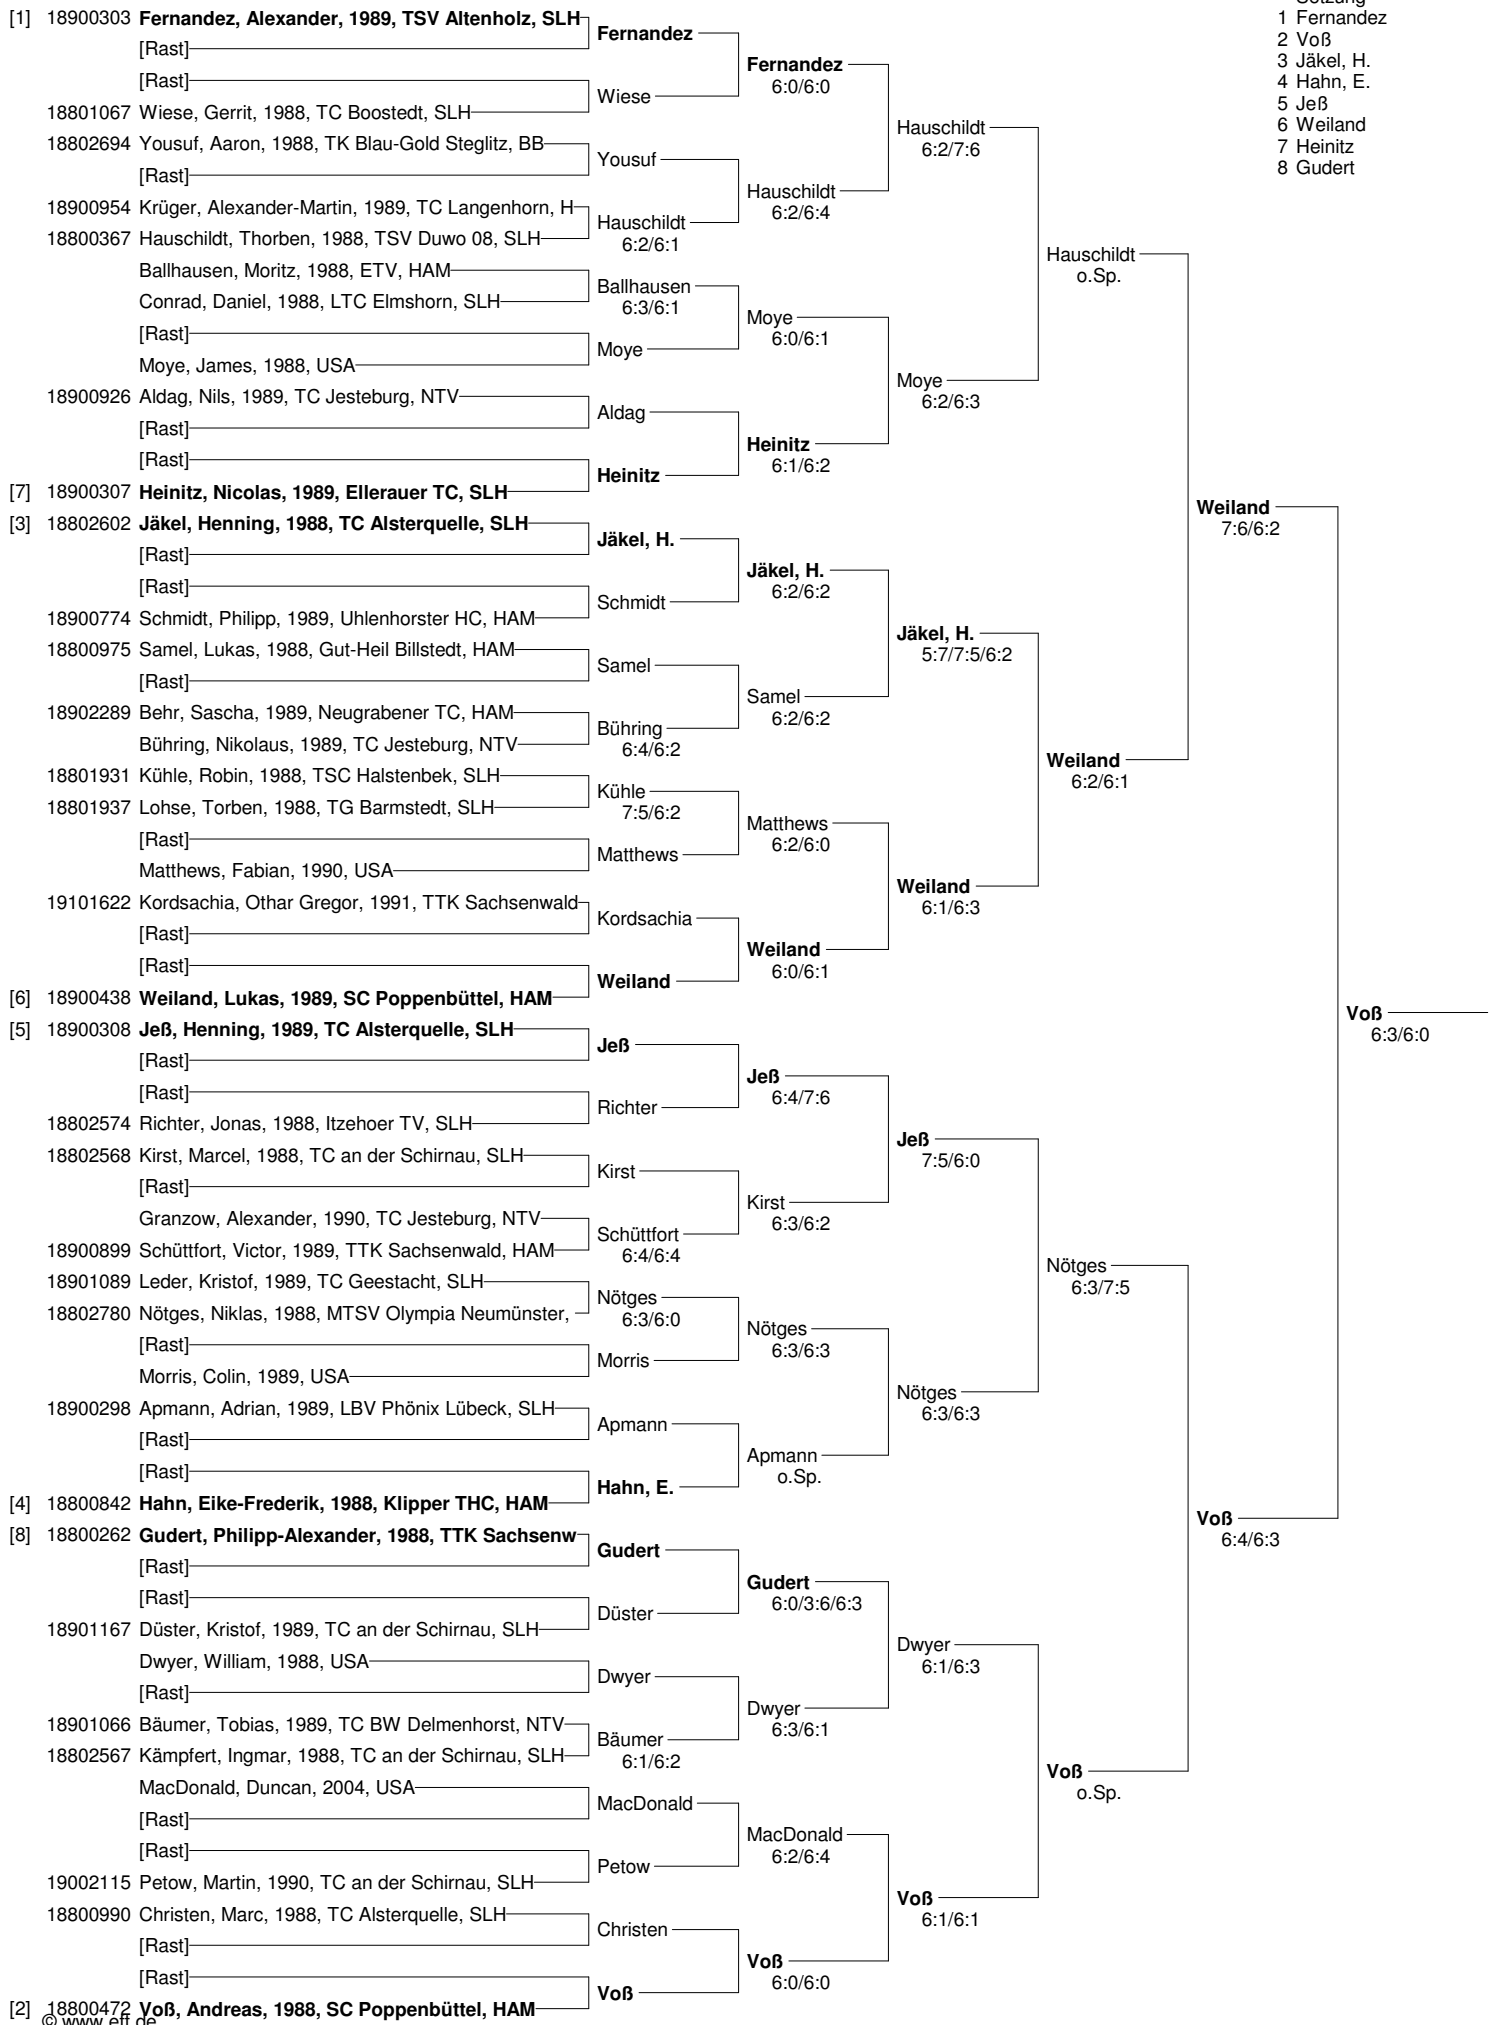 [1] 18900303 Fernandez, Alexander, 1989, TSV Altenholz, SLH
[Rast]
[Rast]
18801067 Wiese, Gerrit, 1988, TC Boostedt, SLH
18802694 Yousuf, Aaron, 1988, TK Blau-Gold Steglitz, BB
[Rast]
18900954 Krüger, Alexander-Martin, 1989, TC Langenhorn, H
18800367 Hauschildt, Thorben, 1988, TSV Duwo 08, SLH
Ballhausen, Moritz, 1988, ETV, HAM
Conrad, Daniel, 1988, LTC Elmshorn, SLH
[Rast]
Moye, James, 1988, USA
18900926 Aldag, Nils, 1989, TC Jesteburg, NTV
[Rast]
[Rast]
[7] 18900307 Heinitz, Nicolas, 1989, Ellerauer TC, SLH
[3] 18802602 Jäkel, Henning, 1988, TC Alsterquelle, SLH
[Rast]
[Rast]
18900774 Schmidt, Philipp, 1989, Uhlenhorster HC, HAM
18800975 Samel, Lukas, 1988, Gut-Heil Billstedt, HAM
[Rast]
18902289 Behr, Sascha, 1989, Neugrabener TC, HAM
Bühring, Nikolaus, 1989, TC Jesteburg, NTV
18801931 Kühle, Robin, 1988, TSC Halstenbek, SLH
18801937 Lohse, Torben, 1988, TG Barmstedt, SLH
[Rast]
Matthews, Fabian, 1990, USA
19101622 Kordsachia, Othar Gregor, 1991, TTK Sachsenwald
[Rast]
[Rast]
[6] 18900438 Weiland, Lukas, 1989, SC Poppenbüttel, HAM
[5] 18900308 Jeß, Henning, 1989, TC Alsterquelle, SLH
[Rast]
[Rast]
18802574 Richter, Jonas, 1988, Itzehoer TV, SLH
18802568 Kirst, Marcel, 1988, TC an der Schirnau, SLH
[Rast]
Granzow, Alexander, 1990, TC Jesteburg, NTV
18900899 Schüttfort, Victor, 1989, TTK Sachsenwald, HAM
18901089 Leder, Kristof, 1989, TC Geestacht, SLH
18802780 Nötges, Niklas, 1988, MTSV Olympia Neumünster,
[Rast]
Morris, Colin, 1989, USA
18900298 Apmann, Adrian, 1989, LBV Phönix Lübeck, SLH
[Rast]
[Rast]
[4] 18800842 Hahn, Eike-Frederik, 1988, Klipper THC, HAM
[8] 18800262 Gudert, Philipp-Alexander, 1988, TTK Sachsenw
[Rast]
[Rast]
18901167 Düster, Kristof, 1989, TC an der Schirnau, SLH
Dwyer, William, 1988, USA
[Rast]
18901066 Bäumer, Tobias, 1989, TC BW Delmenhorst, NTV
18802567 Kämpfert, Ingmar, 1988, TC an der Schirnau, SLH
MacDonald, Duncan, 2004, USA
[Rast]
[Rast]
19002115 Petow, Martin, 1990, TC an der Schirnau, SLH
18800990 Christen, Marc, 1988, TC Alsterquelle, SLH
[Rast]
[Rast]
[2] 18800472 Voß, Andreas, 1988, SC Poppenbüttel, HAM
© www.eff.de
Fernandez
Wiese
Yousuf
Hauschildt
6:2/6:1
Ballhausen
6:3/6:1
Moye
Aldag
Heinitz
Jäkel, H.
Schmidt
Samel
Bühring
6:4/6:2
Kühle
7:5/6:2
Matthews
Kordsachia
Weiland
Jeß
Richter
Kirst
Schüttfort
6:4/6:4
Nötges
6:3/6:0
Morris
Apmann
Hahn, E.
Gudert
Düster
Dwyer
Bäumer
6:1/6:2
MacDonald
Petow
Christen
Voß
Fernandez
6:0/6:0
Hauschildt
6:2/6:4
Moye
6:0/6:1
Heinitz
6:1/6:2
Jäkel, H.
6:2/6:2
Samel
6:2/6:2
Matthews
6:2/6:0
Weiland
6:0/6:1
Jeß
6:4/7:6
Kirst
6:3/6:2
Nötges
6:3/6:3
Apmann
o.Sp.
Gudert
6:0/3:6/6:3
Dwyer
6:3/6:1
MacDonald
6:2/6:4
Voß
6:0/6:0
Hauschildt
6:2/7:6
Moye
6:2/6:3
Jäkel, H.
5:7/7:5/6:2
Weiland
6:1/6:3
Jeß
7:5/6:0
Nötges
6:3/6:3
Dwyer
6:1/6:3
Voß
6:1/6:1
Hauschildt
o.Sp.
Weiland
6:2/6:1
Nötges
6:3/7:5
Voß
o.Sp.
Weiland
7:6/6:2
Voß
6:4/6:3
Voß
6:3/6:0
Setzung
1 Fernandez
2 Voß
3 Jäkel, H.
4 Hahn, E.
5 Jeß
6 Weiland
7 Heinitz
8 Gudert